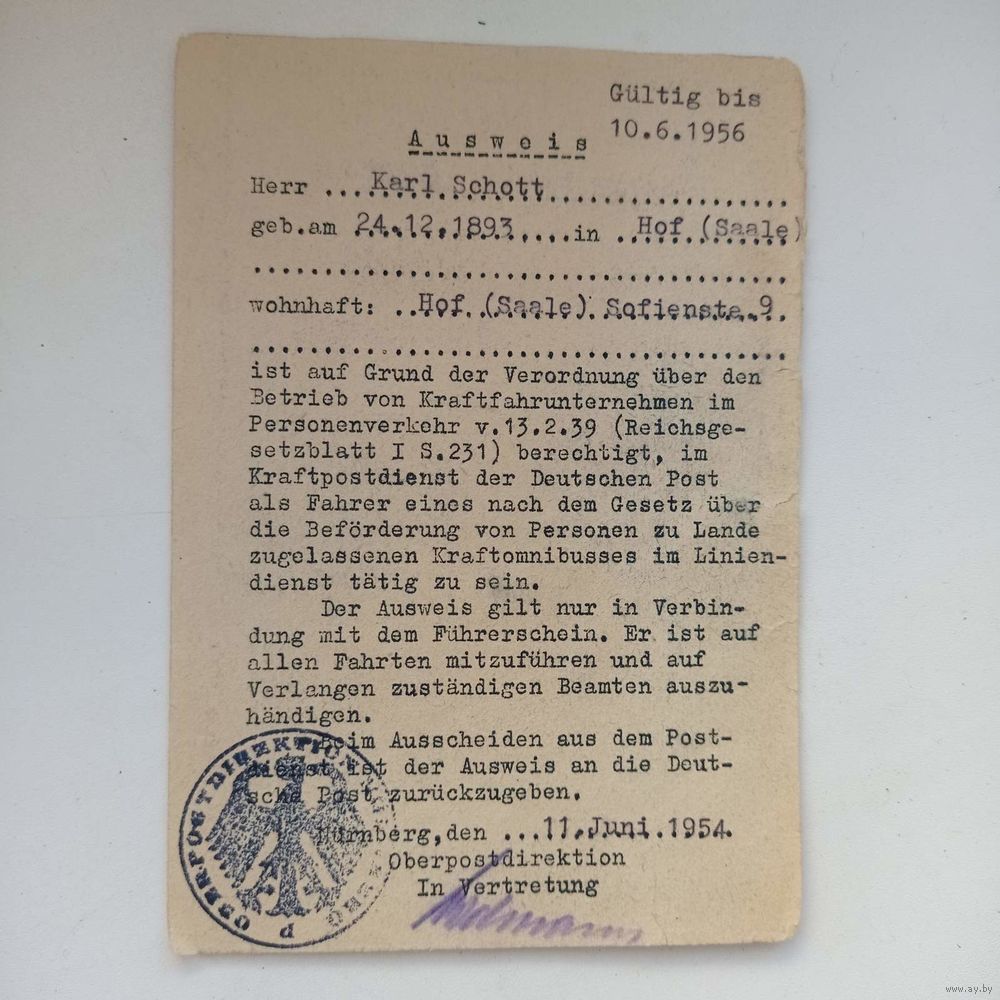 Gültig bis
10.6.1956
Ausweis
Herr ... Karl Schott ...................
geb.am 24.12.1893.....in ..Hof (Saale)
......................................
wohnhaft: ..Hof (Saale) Sofienstr.9.
......................................
ist auf Grund der Verordnung über den
Betrieb von Kraftfahrunternehmen im
Personenverkehr v.13.2.39 (Reichsge-
setzblatt I S.231) berechtigt, im
Kraftpostdienst der Deutschen Post
als Fahrer eines nach dem Gesetz über
die Beförderung von Personen zu Lande
zugelassenen Kraftomnibusses im Linien-
dienst tätig zu sein.
Der Ausweis gilt nur in Verbin-
dung mit dem Führerschein. Er ist auf
allen Fahrten mitzuführen und auf
Verlangen zuständigen Beamten auszu-
händigen.
Beim Ausscheiden aus dem Post-
dienst ist der Ausweis an die Deut-
sche Post zurückzugeben.
Nürnberg,den ...11.Juni.1954.
Oberpostdirektion
In Vertretung
OBERPOSTDIREKTION
www.ay.by